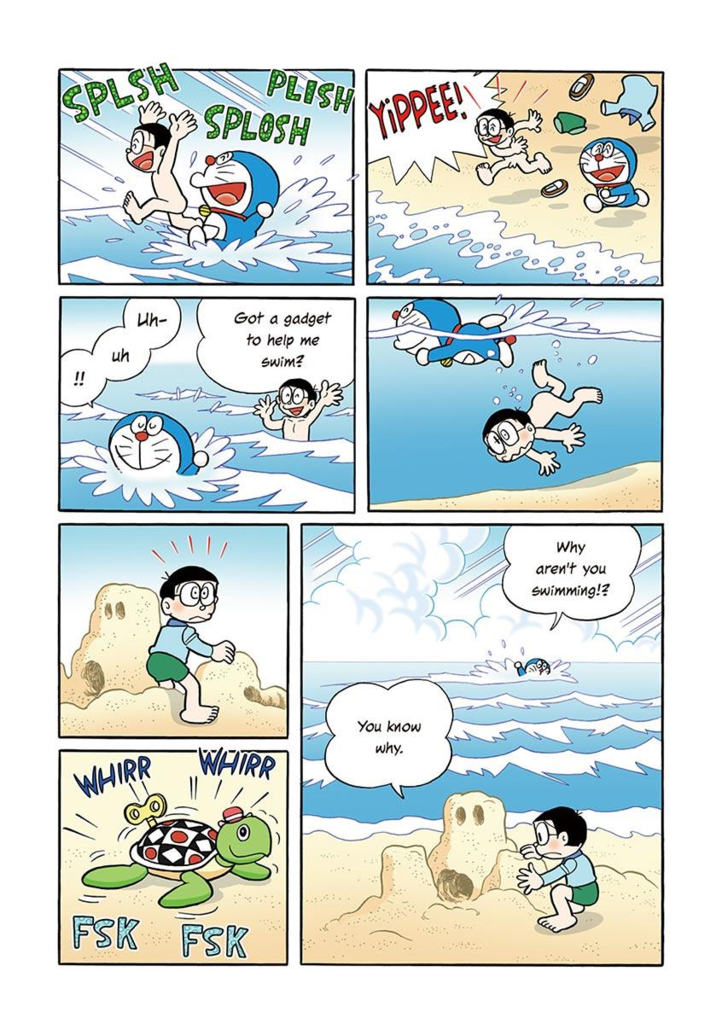 YiPPEE!
PLISH
SPLOSH
SPLSH
Got a gadget
to help me
swim?
Uh-
uh
!!
Why
aren't you
swimming!?
You know
why.
WHIRR
WHIRR
FSK
FSK